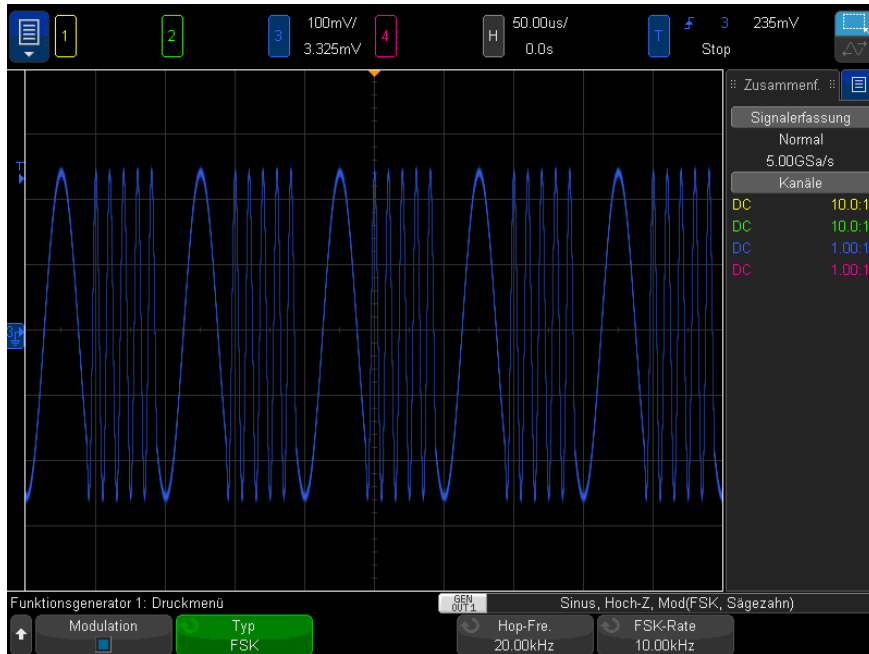 1
2
3
100mV/
3.325mV
4
H
50.00us/
0.0s
T
3
235mV
Stop
Zusammenf.
Signalerfassung
Normal
5.00GSa/s
Kanäle
DC 10.0:1
DC 10.0:1
DC 1.00:1
DC 1.00:1
T
3
Funktionsgenerator 1: Druckmenü
GEN
OUT 1
Sinus, Hoch-Z, Mod(FSK, Sägezahn)
Modulation
Typ
FSK
Hop-Fre.
20.00kHz
FSK-Rate
10.00kHz